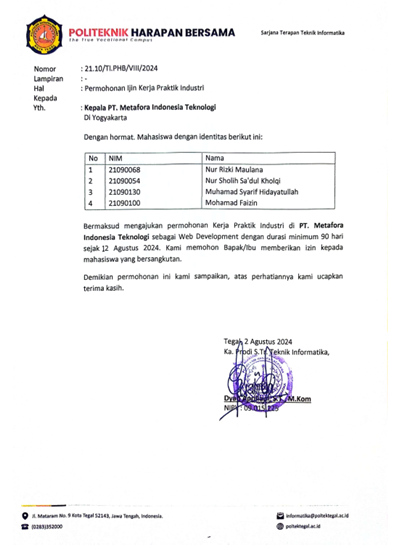 POLITEKNIK HARAPAN BERSAMA
The True Vocational Campus
Sarjana Terapan Teknik Informatika
Nomor : 21.10/TI.PHB/VIII/2024
Lampiran : -
Hal : Permohonan Ijin Kerja Praktik Industri
Kepada
Yth. : Kepala PT. Metafora Indonesia Teknologi
Di Yogyakarta
Dengan hormat. Mahasiswa dengan identitas berikut ini:
No NIM Nama
1 21090068 Nur Rizki Maulana
2 21090054 Nur Sholih Sa'dul Kholqi
3 21090130 Muhamad Syarif Hidayatullah
4 21090100 Mohamad Faizin
Bermaksud mengajukan permohonan Kerja Praktik Industri di PT. Metafora
Indonesia Teknologi sebagai Web Development dengan durasi minimum 90 hari
sejak 12 Agustus 2024. Kami memohon Bapak/Ibu memberikan Izin kepada
mahasiswa yang bersangkutan.
Demikian permohonan ini kami sampaikan, atas perhatiannya kami ucapkan
terima kasih.
Tegal, 2 Agustus 2024
Ka. Prodi S.Tr. Teknik Informatika,
M.Kom
Jl. Mataram No. 9 Kota Tegal 52143, Jawa Tengah, Indonesia.
(0283)352000
informatika@poltektegal.ac.id
poltektegal.ac.id